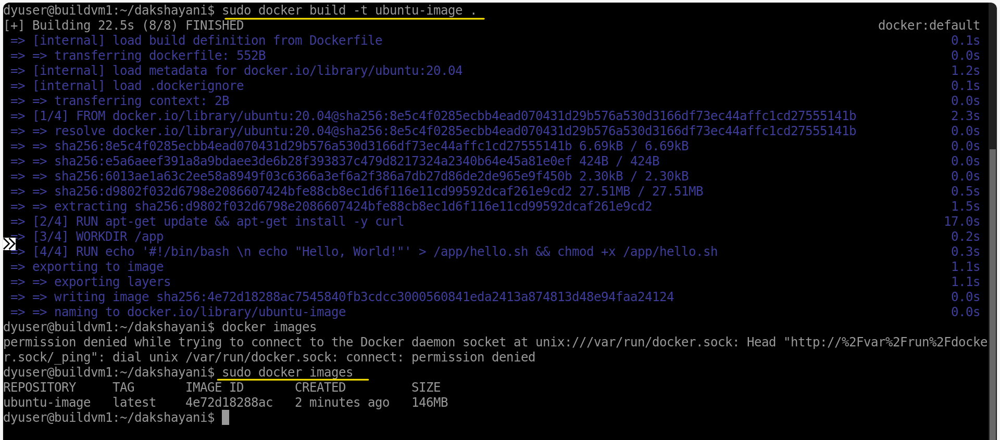 dyuser@buildvm1:~/dakshayani$ sudo docker build -t ubuntu-image .
[+] Building 22.5s (8/8) FINISHED docker:default
=> [internal] load build definition from Dockerfile 0.1s
=> => transferring dockerfile: 552B 0.0s
=> [internal] load metadata for docker.io/library/ubuntu:20.04 1.2s
=> [internal] load .dockerignore 0.1s
=> => transferring context: 2B 0.0s
=> [1/4] FROM docker.io/library/ubuntu:20.04@sha256:8e5c4f0285ecbb4ead070431d29b576a530d3166df73ec44affc1cd27555141b 2.3s
=> => resolve docker.io/library/ubuntu:20.04@sha256:8e5c4f0285ecbb4ead070431d29b576a530d3166df73ec44affc1cd27555141b 0.0s
=> => sha256:8e5c4f0285ecbb4ead070431d29b576a530d3166df73ec44affc1cd27555141b 6.69kB / 6.69kB 0.0s
=> => sha256:e5a6aeef391a8a9bdaee3de6b28f393837c479d8217324a2340b64e45a81e0ef 424B / 424B 0.0s
=> => sha256:6013ae1a63c2ee58a8949f03c6366a3ef6a2f386a7db27d86de2de965e9f450b 2.30kB / 2.30kB 0.0s
=> => sha256:d9802f032d6798e2086607424bfe88cb8ec1d6f116e11cd99592dcaf261e9cd2 27.51MB / 27.51MB 0.5s
=> => extracting sha256:d9802f032d6798e2086607424bfe88cb8ec1d6f116e11cd99592dcaf261e9cd2 1.5s
=> [2/4] RUN apt-get update && apt-get install -y curl 17.0s
=> [3/4] WORKDIR /app 0.2s
=> [4/4] RUN echo '#!/bin/bash \n echo "Hello, World!"' > /app/hello.sh && chmod +x /app/hello.sh 0.3s
=> exporting to image 1.1s
=> => exporting layers 1.1s
=> => writing image sha256:4e72d18288ac7545840fb3cdcc3000560841eda2413a874813d48e94faa24124 0.0s
=> => naming to docker.io/library/ubuntu-image 0.0s
dyuser@buildvm1:~/dakshayani$ docker images
permission denied while trying to connect to the Docker daemon socket at unix:///var/run/docker.sock: Head "http://%2Fvar%2Frun%2Fdocke
r.sock/_ping": dial unix /var/run/docker.sock: connect: permission denied
dyuser@buildvm1:~/dakshayani$ sudo docker images
REPOSITORY TAG IMAGE ID CREATED SIZE
ubuntu-image latest 4e72d18288ac 2 minutes ago 146MB
dyuser@buildvm1:~/dakshayani$